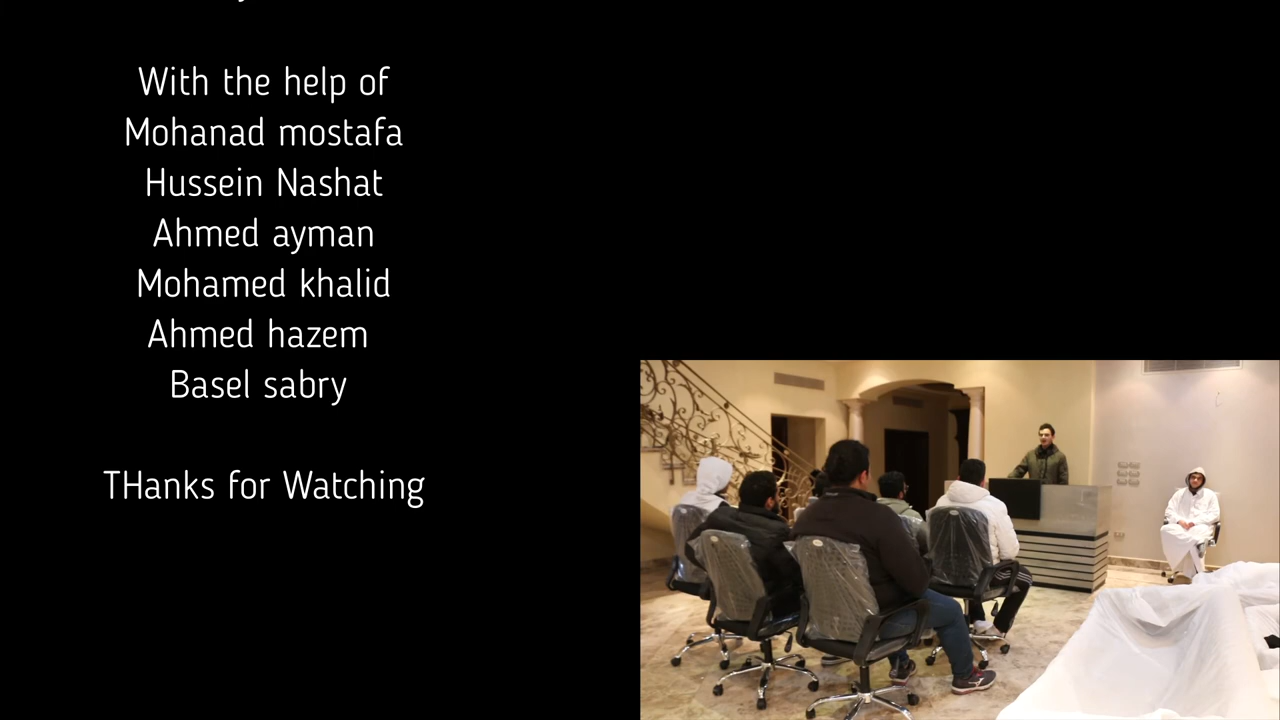 With the help of
Mohanad mostafa
Hussein Nashat
Ahmed ayman
Mohamed khalid
Ahmed hazem
Basel sabry
THanks for Watching